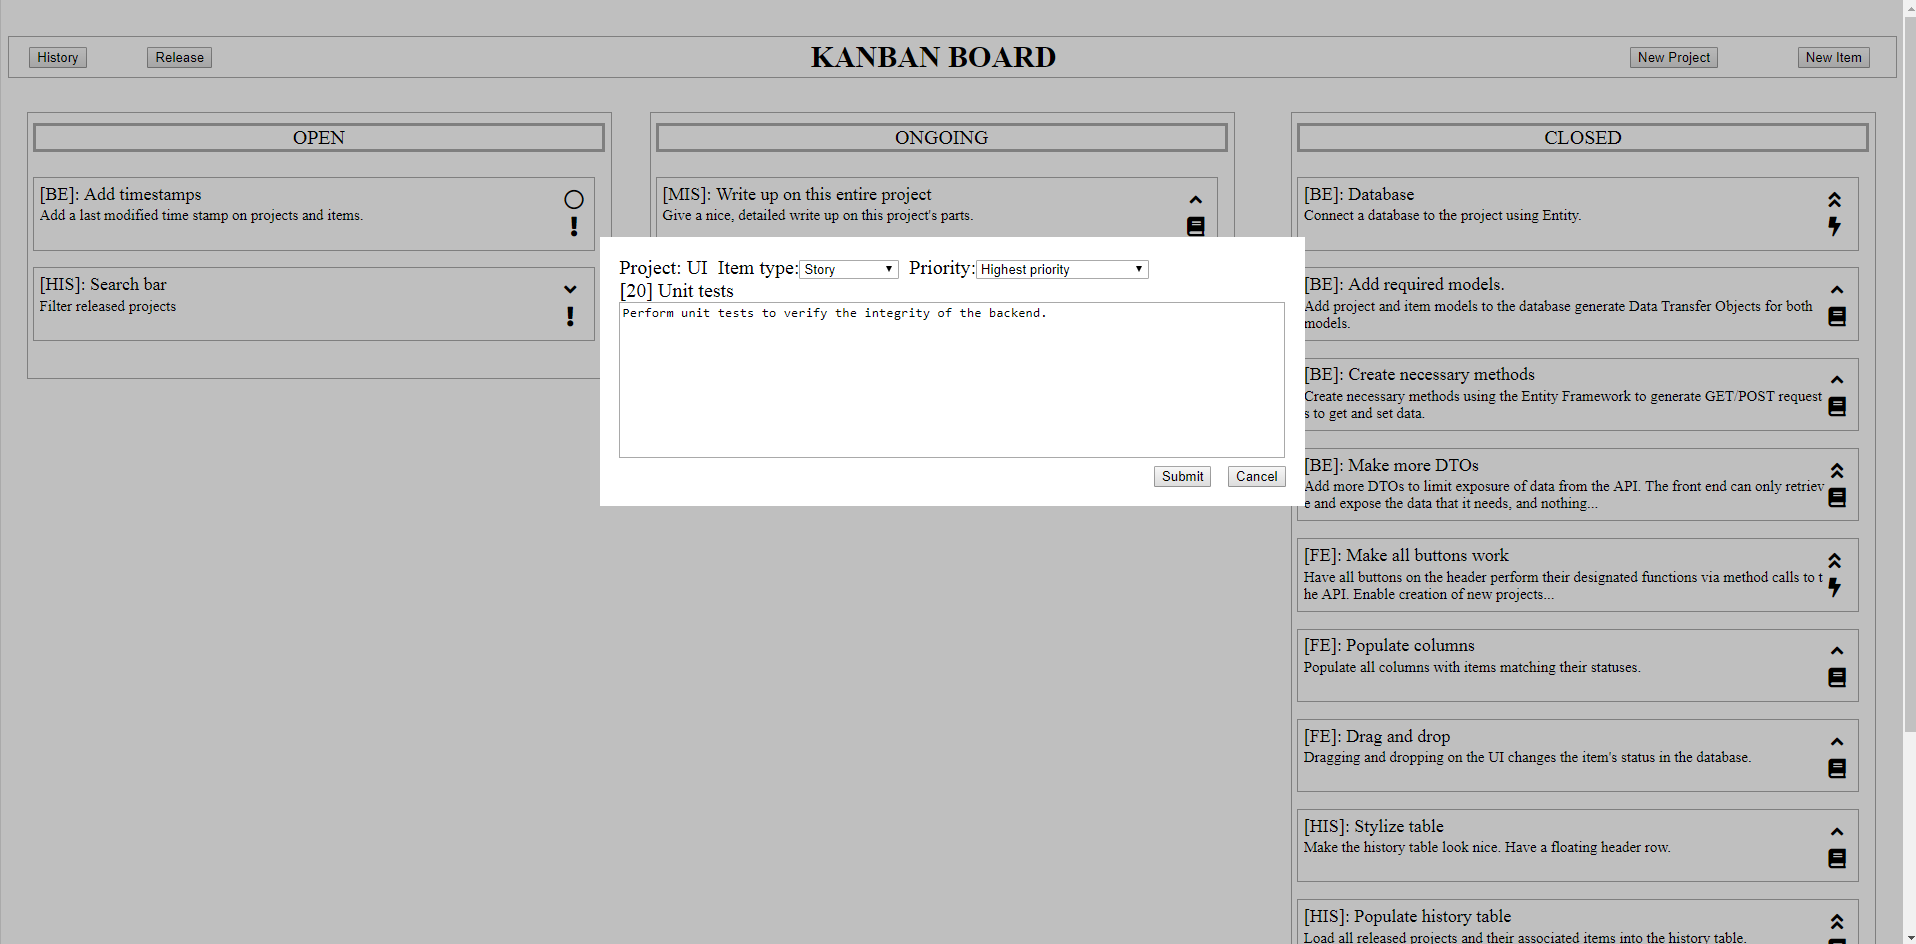 History
Release
KANBAN BOARD
New Project
New Item
OPEN
[BE]: Add timestamps
Add a last modified time stamp on projects and items.
[HIS]: Search bar
Filter released projects
ONGOING
[MIS]: Write up on this entire project
Give a nice, detailed write up on this project's parts.
Project: UI Item type: Story Priority: Highest priority
[20] Unit tests
Perform unit tests to verify the integrity of the backend.
Submit
Cancel
CLOSED
[BE]: Database
Connect a database to the project using Entity.
[BE]: Add required models.
Add project and item models to the database generate Data Transfer Objects for both
models.
[BE]: Create necessary methods
Create necessary methods using the Entity Framework to generate GET/POST request
s to get and set data.
[BE]: Make more DTOs
Add more DTOs to limit exposure of data from the API. The front end can only retriev
e and expose the data that it needs, and nothing...
[FE]: Make all buttons work
Have all buttons on the header perform their designated functions via method calls to t
he API. Enable creation of new projects...
[FE]: Populate columns
Populate all columns with items matching their statuses.
[FE]: Drag and drop
Dragging and dropping on the UI changes the item's status in the database.
[HIS]: Stylize table
Make the history table look nice. Have a floating header row.
[HIS]: Populate history table
Load all released projects and their associated items into the history table.